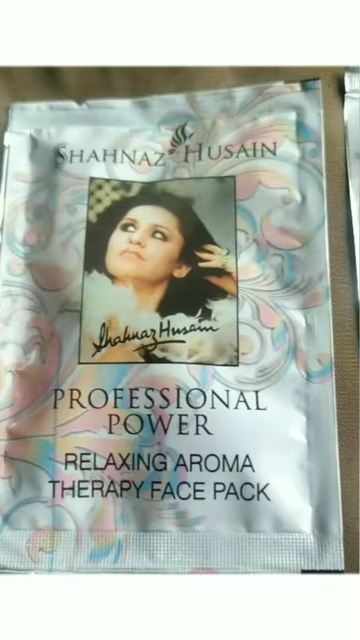 SHAHNAZ HUSAIN
Shahnaz Husain
PROFESSIONAL
POWER
RELAXING AROMA
THERAPY FACE PACK